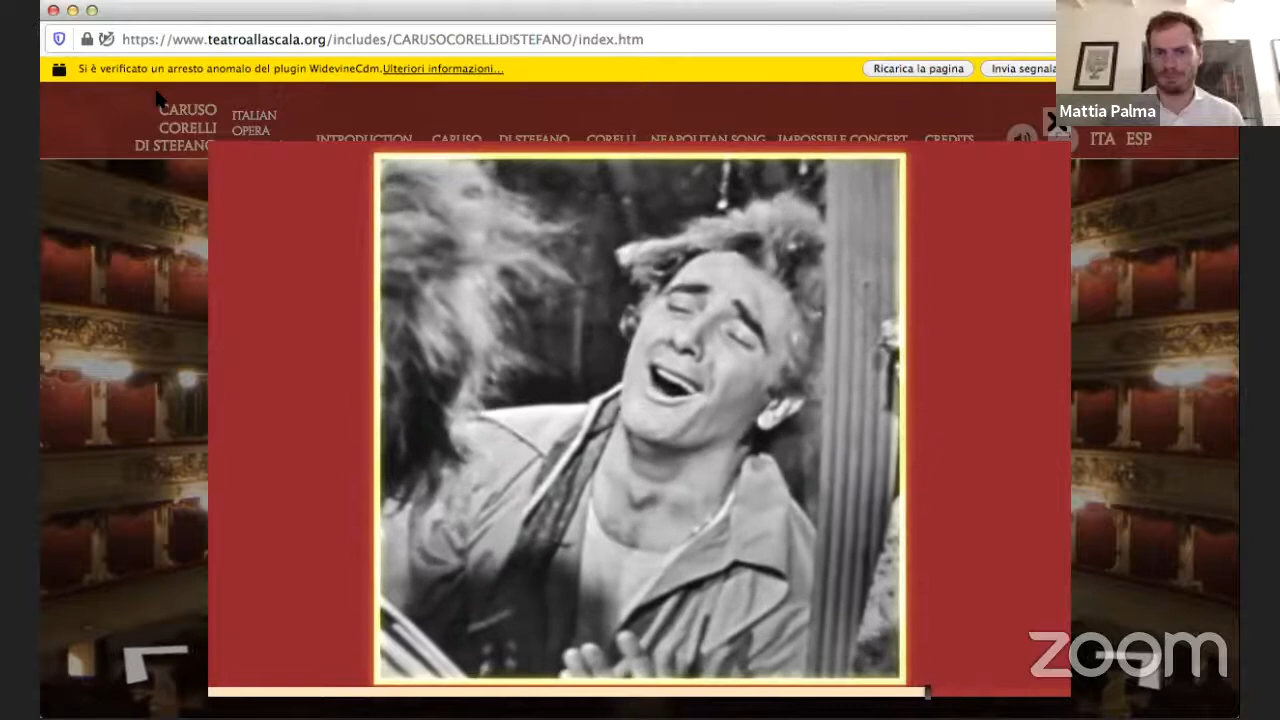 https://www.teatroallascala.org/includes/CARUSOCORELLIDISTEFANO/index.htm
Si è verificato un arresto anomalo del plugin WidevineCdm. Ulteriori informazioni...
Ricarica la pagina
Invia segnala
Mattia Palma
CARUSO
CORELLI
DI STEFANO
ITALIAN
OPERA
INTRODUCTION CARUSO DI STEFANO CORELLI NEAPOLITAN SONG IMPOSSIBLE CONCERT CREDITS
ITA ESP
zoom